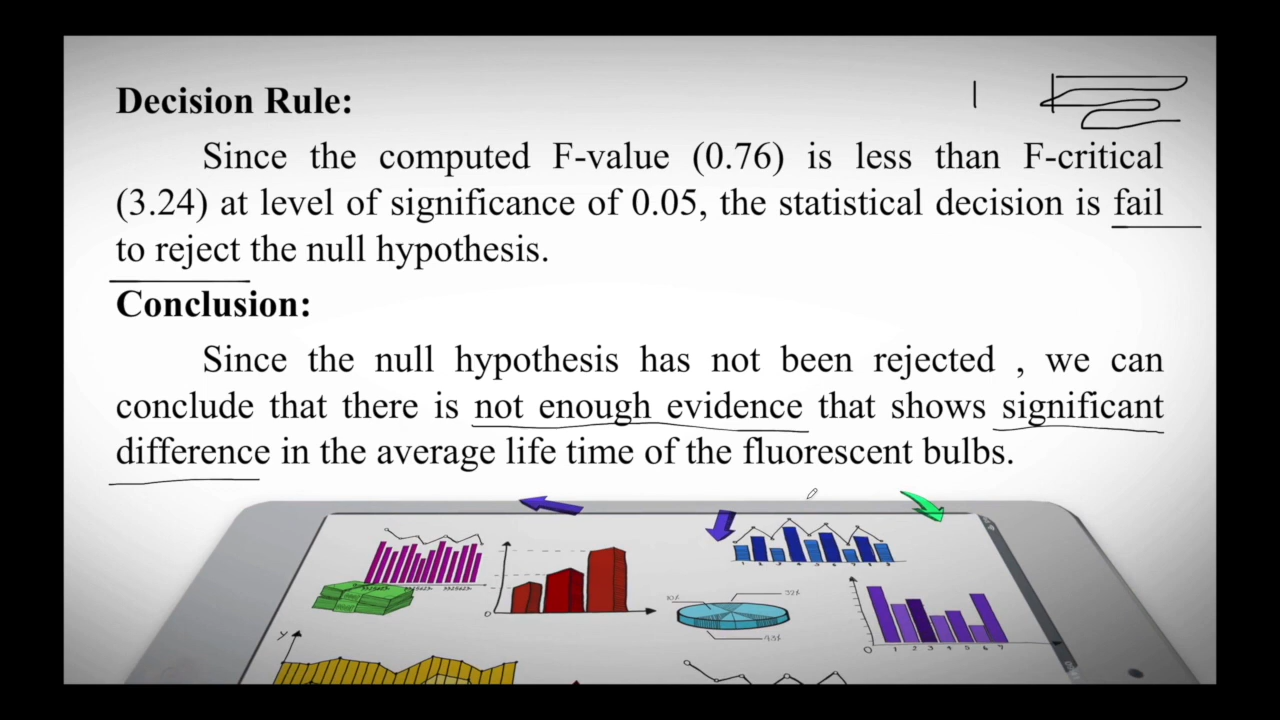 Decision Rule:
Since the computed F-value (0.76) is less than F-critical
(3.24) at level of significance of 0.05, the statistical decision is fail
to reject the null hypothesis.
Conclusion:
Since the null hypothesis has not been rejected , we can
conclude that there is not enough evidence that shows significant
difference in the average life time of the fluorescent bulbs.